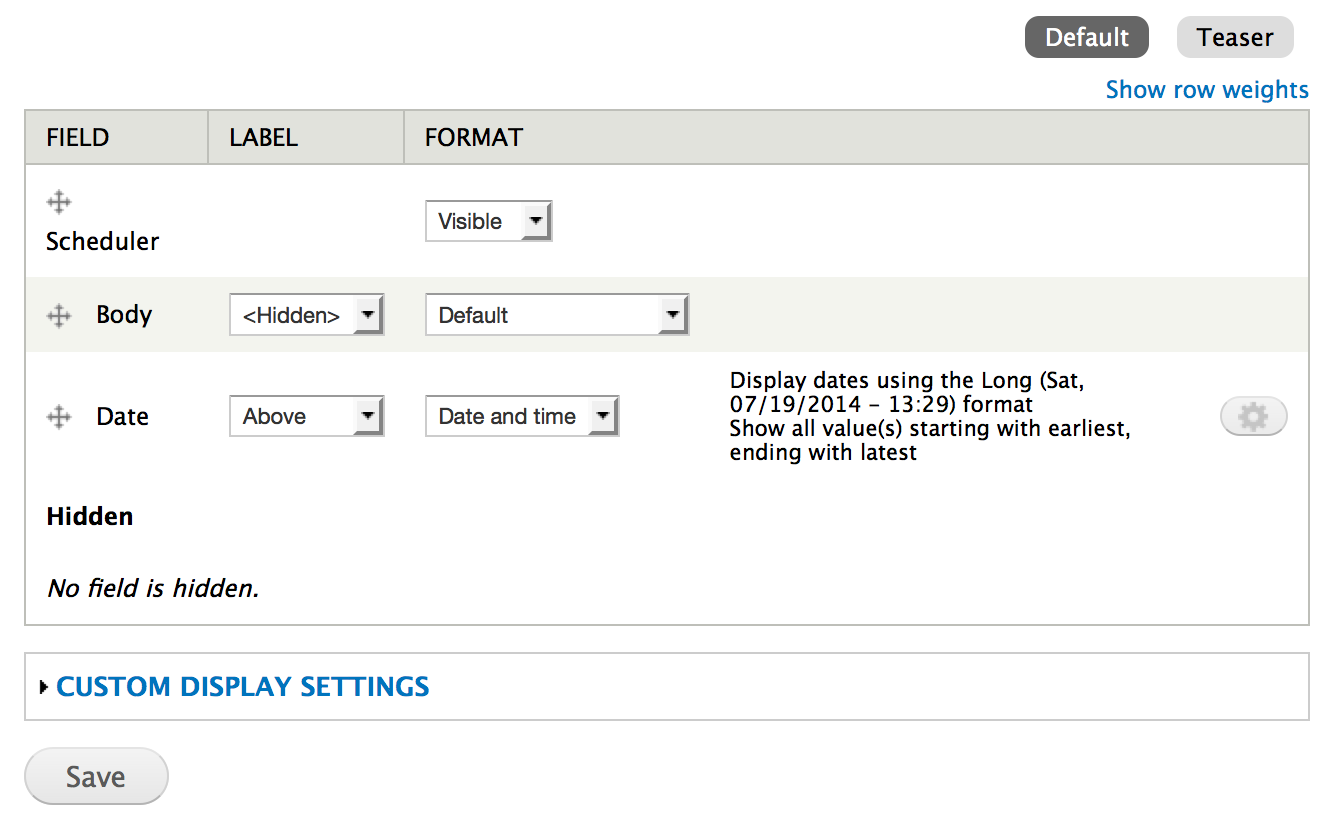 Default Teaser
Show row weights
FIELD LABEL FORMAT
Scheduler Visible
Body <Hidden> Default
Date Above Date and time
Display dates using the Long (Sat,
07/19/2014 – 13:29) format
Show all value(s) starting with earliest,
ending with latest
Hidden
No field is hidden.
CUSTOM DISPLAY SETTINGS
Save